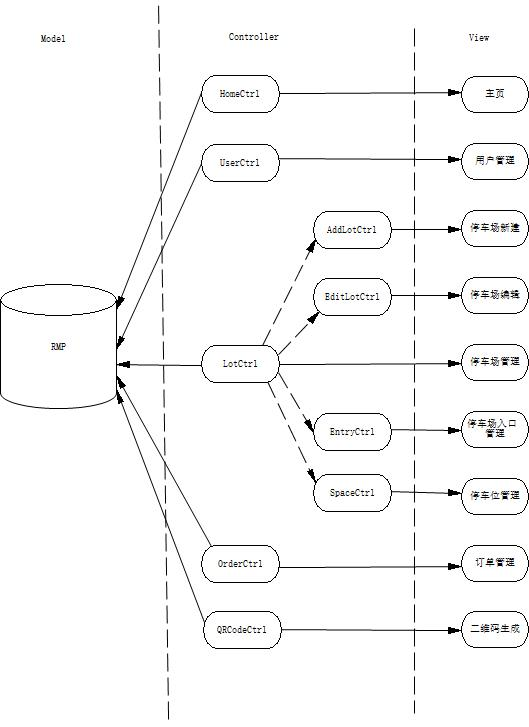 Model
Controller
View
HomeCtrl
主页
UserCtrl
用户管理
AddLotCtrl
停车场新建
EditLotCtrl
停车场编辑
RMP
LotCtrl
停车场管理
EntryCtrl
停车场入口
管理
SpaceCtrl
停车位管理
OrderCtrl
订单管理
QRCodeCtrl
二维码生成